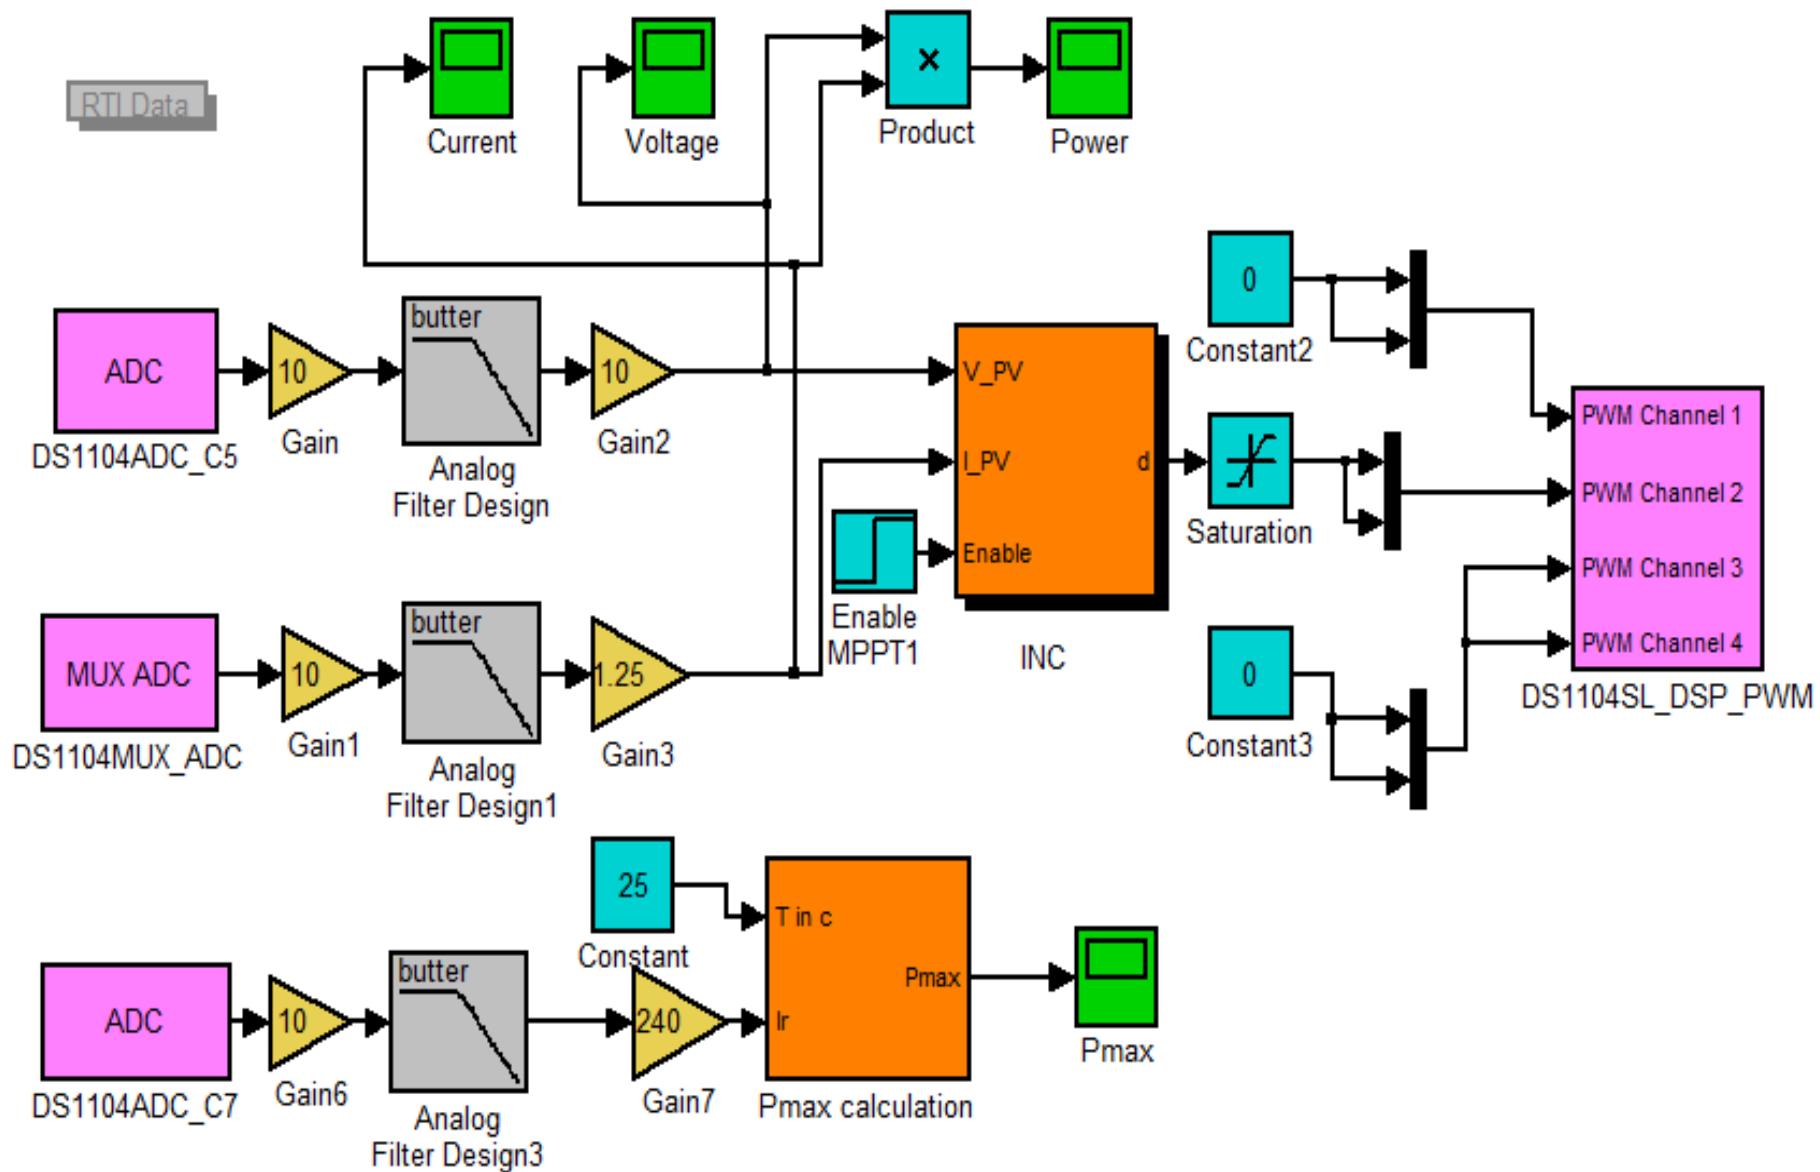 RTI Data
Current
Voltage
×
Product
Power
ADC
DS1104ADC_C5
10
Gain
butter
Analog
Filter Design
10
Gain2
V_PV
I_PV
Enable
d
INC
Enable
MPPT1
0
Constant2
Saturation
0
Constant3
PWM Channel 1
PWM Channel 2
PWM Channel 3
PWM Channel 4
DS1104SL_DSP_PWM
MUX ADC
DS1104MUX_ADC
10
Gain1
butter
Analog
Filter Design1
1.25
Gain3
25
Constant
ADC
DS1104ADC_C7
10
Gain6
butter
Analog
Filter Design3
240
Gain7
T in c
Ir
Pmax
Pmax calculation
Pmax